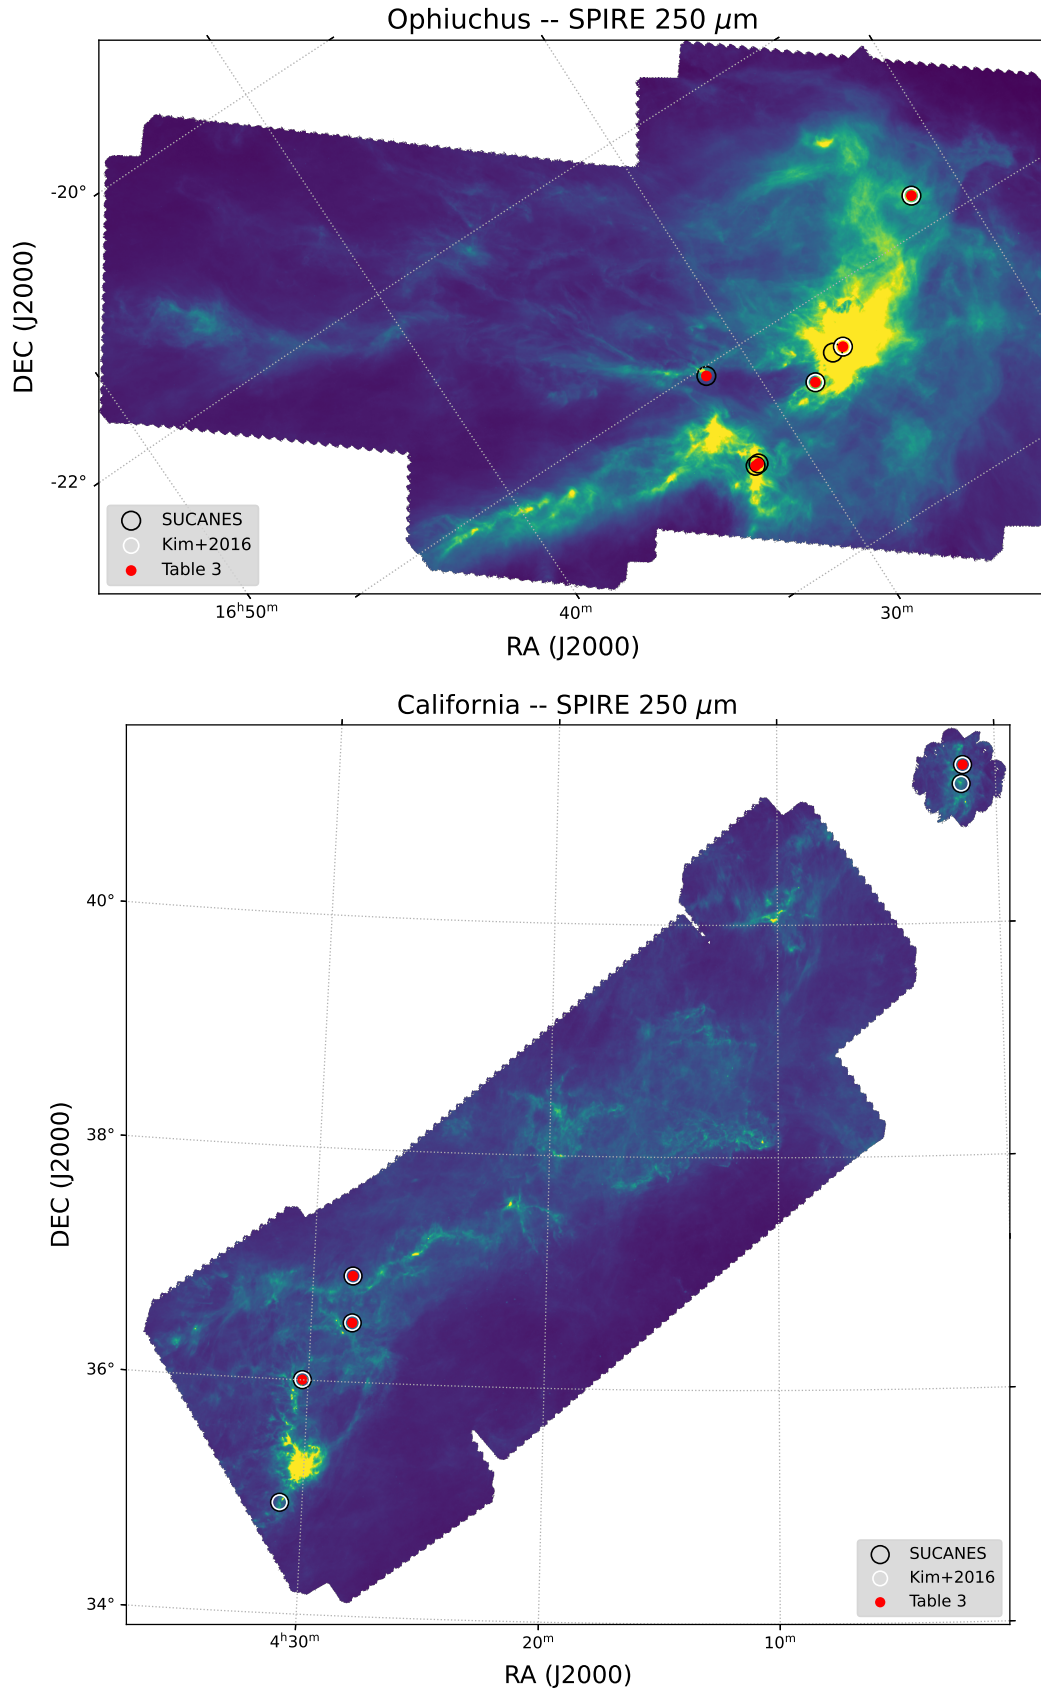 Ophiuchus -- SPIRE 250 μm
-20°
-22°
DEC (J2000)
SUCANES
Kim+2016
Table 3
16ʰ50ᵐ
40ᵐ
30ᵐ
RA (J2000)
California -- SPIRE 250 μm
40°
38°
36°
34°
DEC (J2000)
SUCANES
Kim+2016
Table 3
4ʰ30ᵐ
20ᵐ
10ᵐ
RA (J2000)